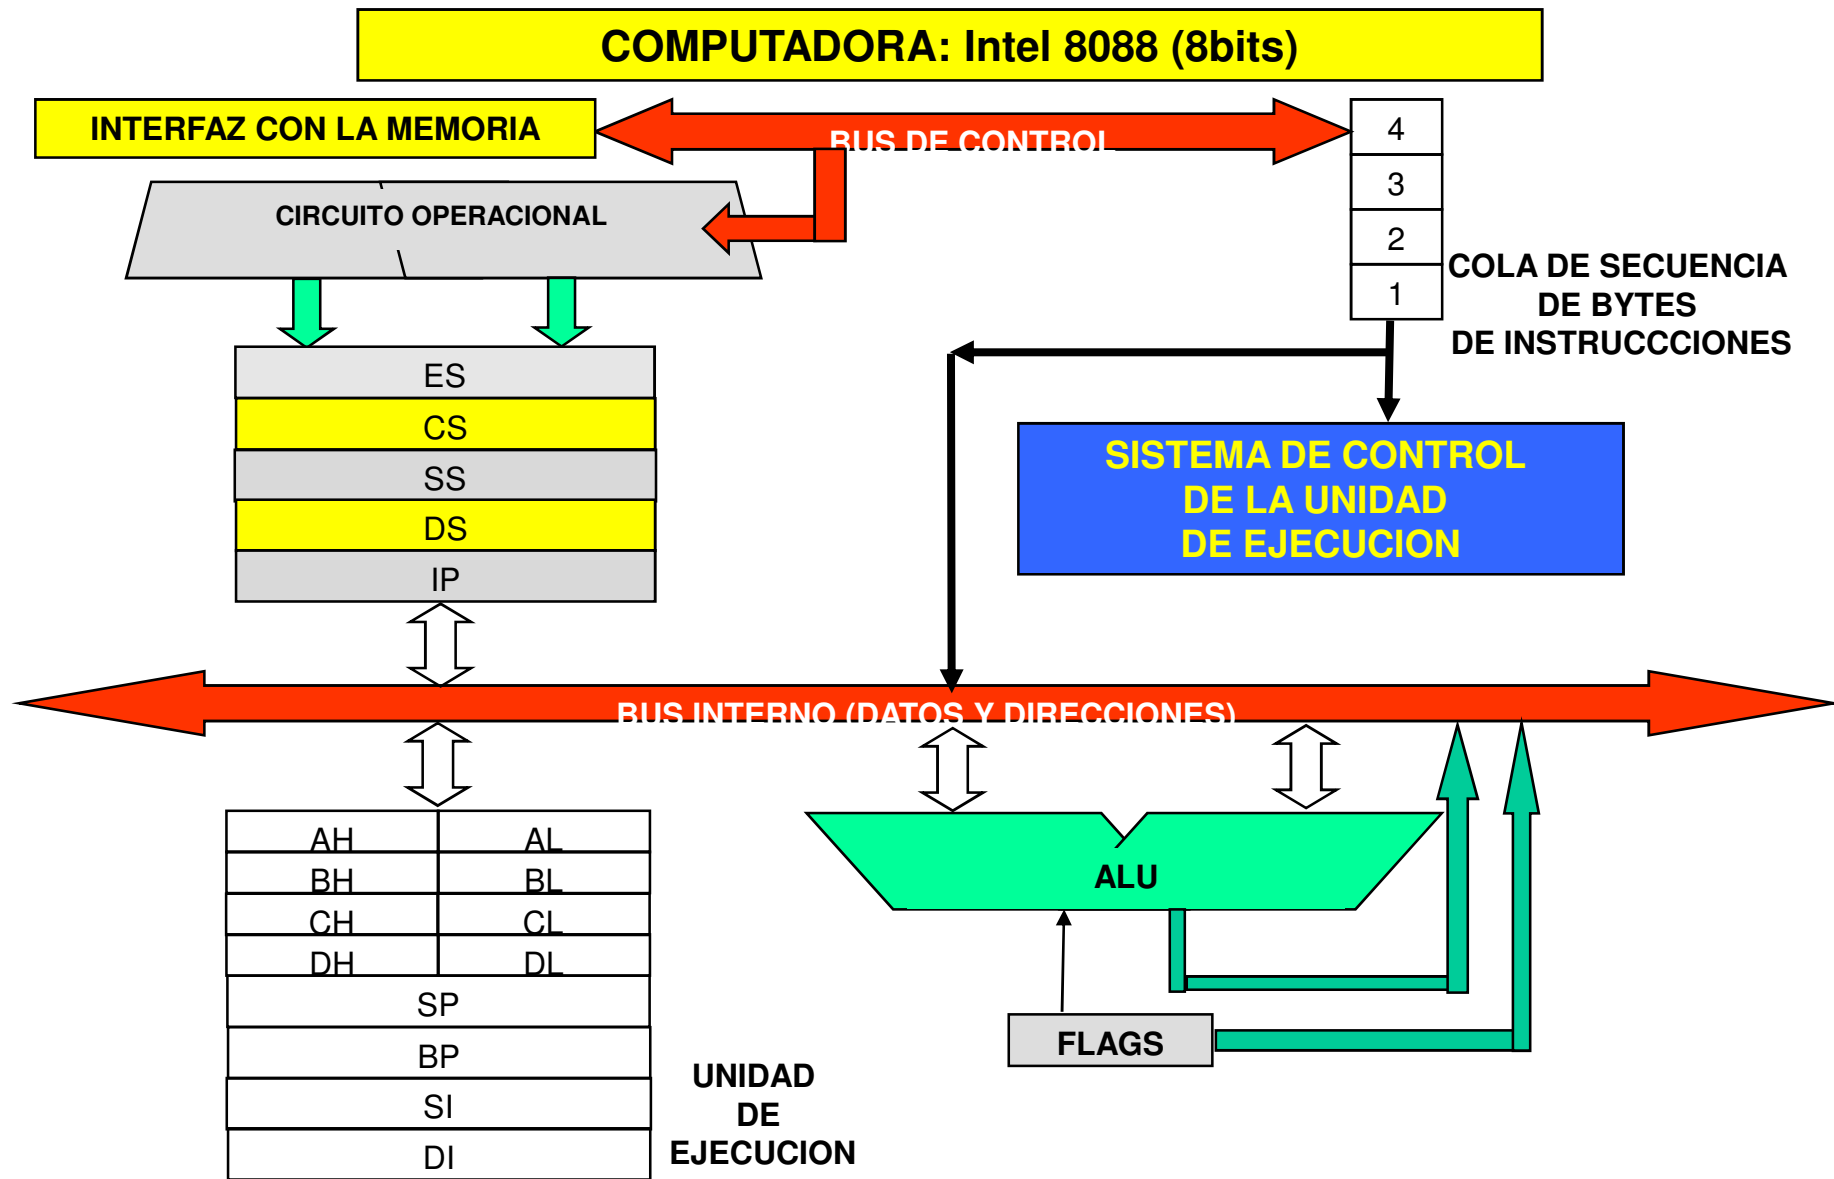 COMPUTADORA: Intel 8088 (8bits)
INTERFAZ CON LA MEMORIA
BUS DE CONTROL
4
3
2
1
CIRCUITO OPERACIONAL
COLA DE SECUENCIA
DE BYTES
DE INSTRUCCCIONES
ES
CS
SS
DS
IP
SISTEMA DE CONTROL
DE LA UNIDAD
DE EJECUCION
BUS INTERNO (DATOS Y DIRECCIONES)
AH AL
BH BL
CH CL
DH DL
SP
BP
SI
DI
ALU
FLAGS
UNIDAD
DE
EJECUCION